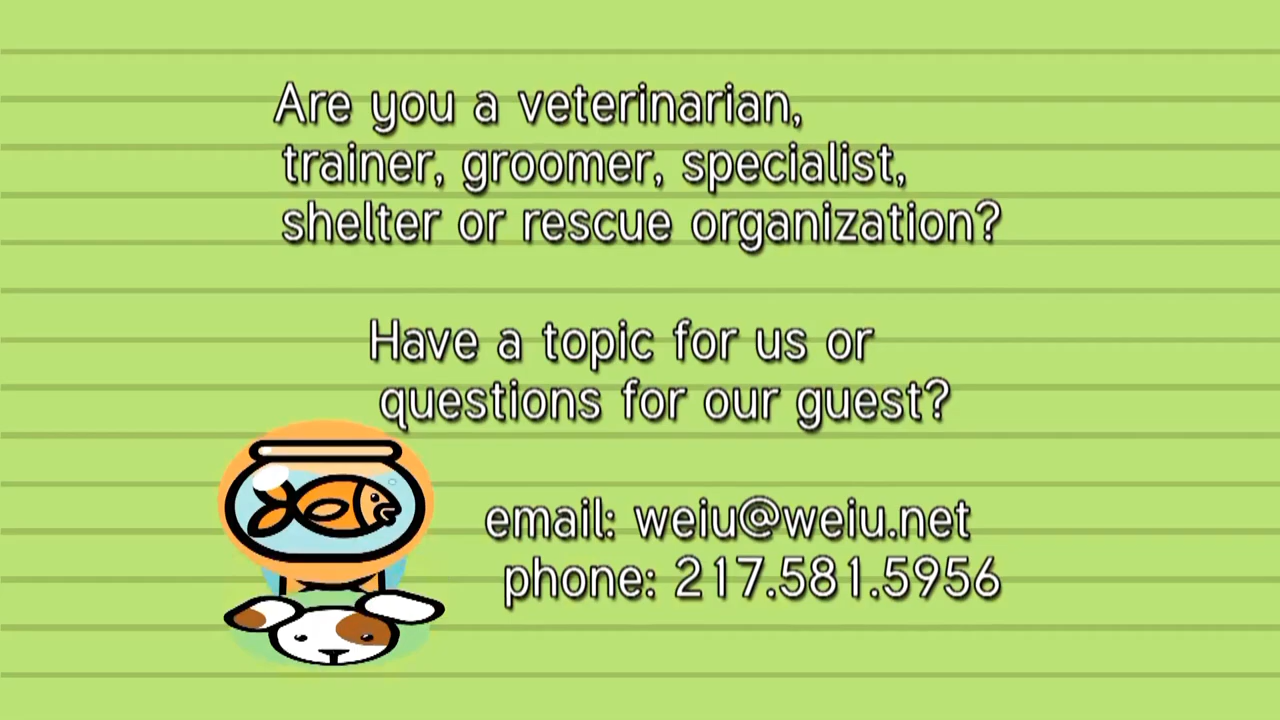 Are you a veterinarian,
trainer, groomer, specialist,
shelter or rescue organization?
Have a topic for us or
questions for our guest?
email: weiu@weiu.net
phone: 217.581.5956